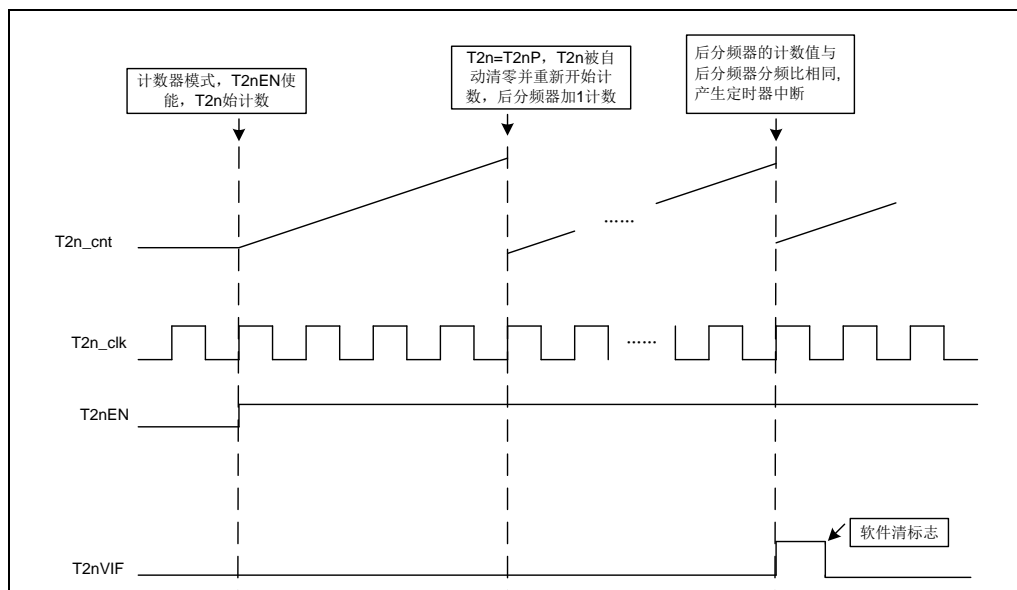 计数器模式，T2nEN使
能，T2n始计数
T2n=T2nP，T2n被自
动清零并重新开始计
数，后分频器加1计数
后分频器的计数值与
后分频器分频比相同，
产生定时器中断
T2n_cnt
......
T2n_clk
......
T2nEN
软件清标志
T2nVIF